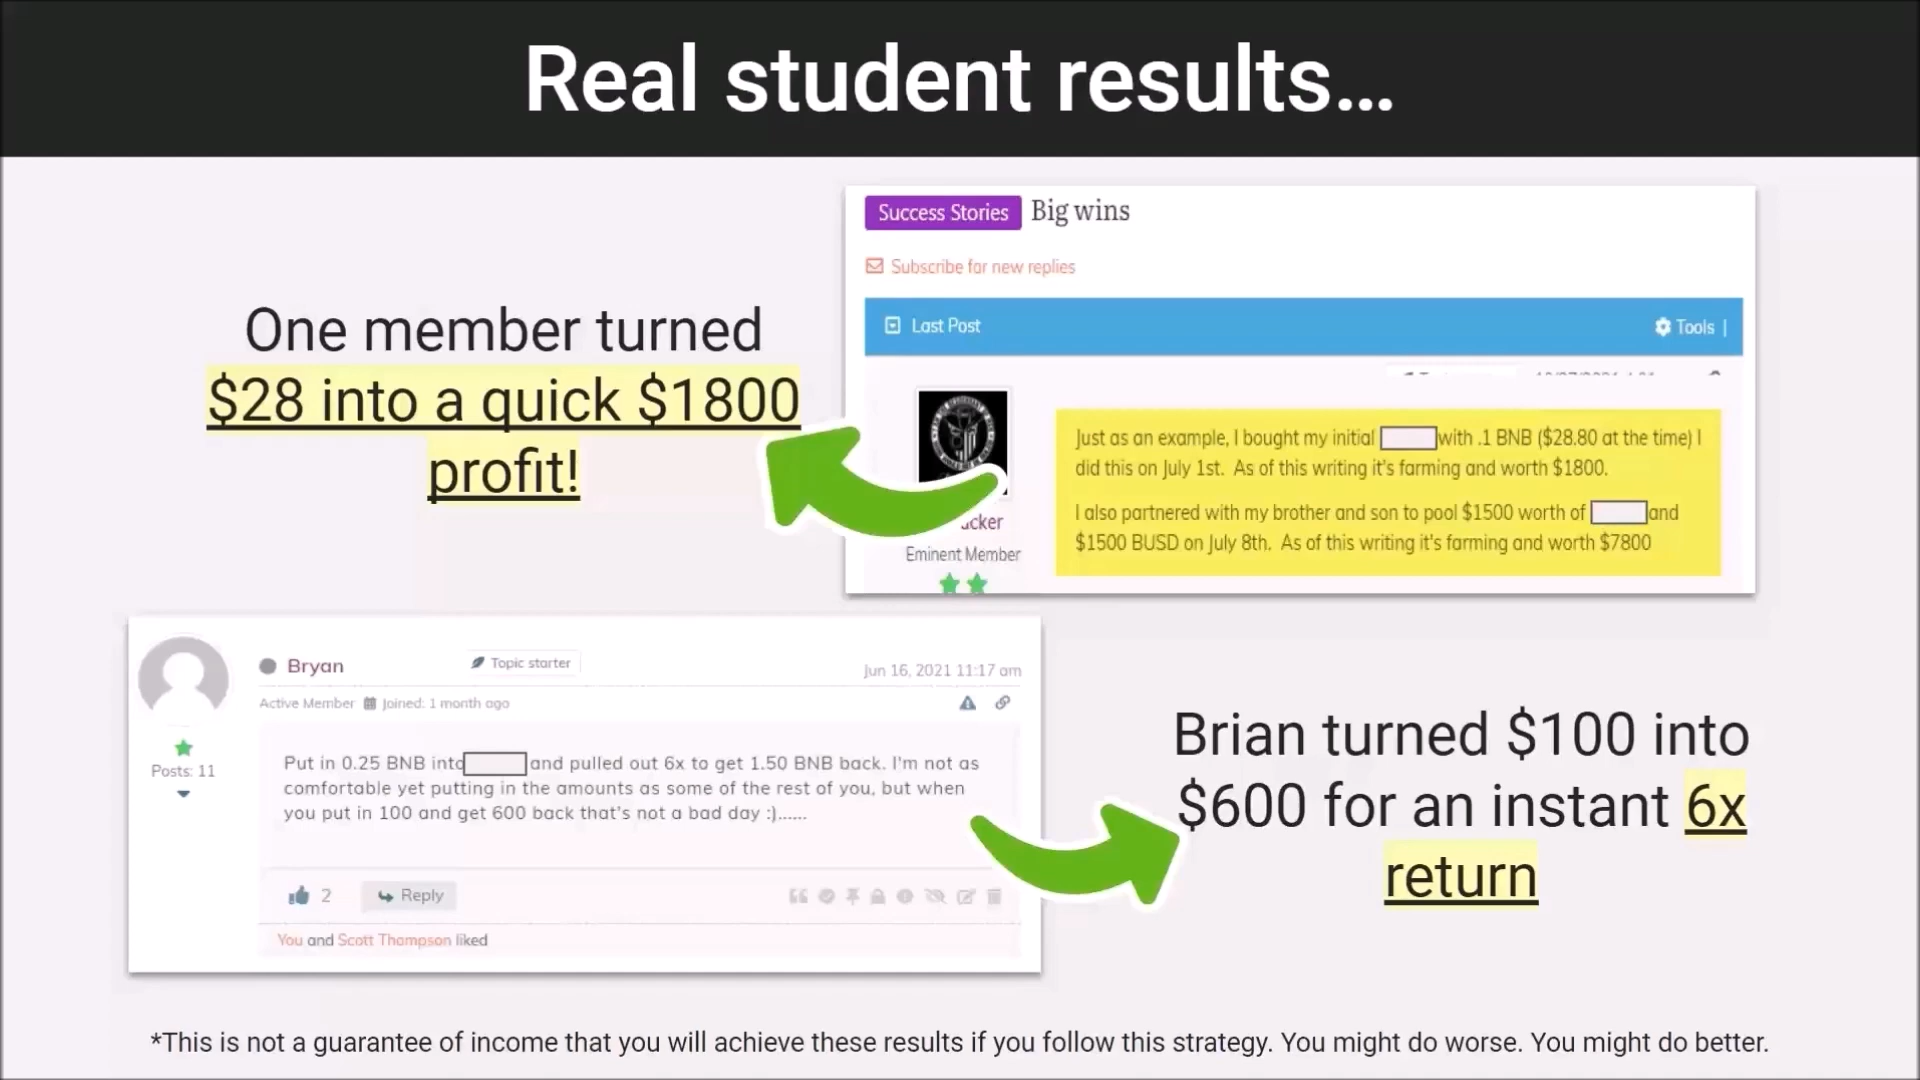 Real student results...
One member turned
$28 into a quick $1800
profit!
Success Stories Big wins
Subscribe for new replies
Last Post
Tools |
Just as an example, I bought my initial with .1 BNB ($28.80 at the time) I
did this on July 1st. As of this writing it's farming and worth $1800.
I also partnered with my brother and son to pool $1500 worth of and
$1500 BUSD on July 8th. As of this writing it's farming and worth $7800
Eminent Member
Bryan
Topic starter
Jun 16, 2021 11:17 am
Active Member Joined: 1 month ago
Posts: 11
Put in 0.25 BNB into and pulled out 6x to get 1.50 BNB back. I'm not as
comfortable yet putting in the amounts as some of the rest of you, but when
you put in 100 and get 600 back that's not a bad day :)......
2
Reply
You and Scott Thompson liked
Brian turned $100 into
$600 for an instant 6x
return
*This is not a guarantee of income that you will achieve these results if you follow this strategy. You might do worse. You might do better.